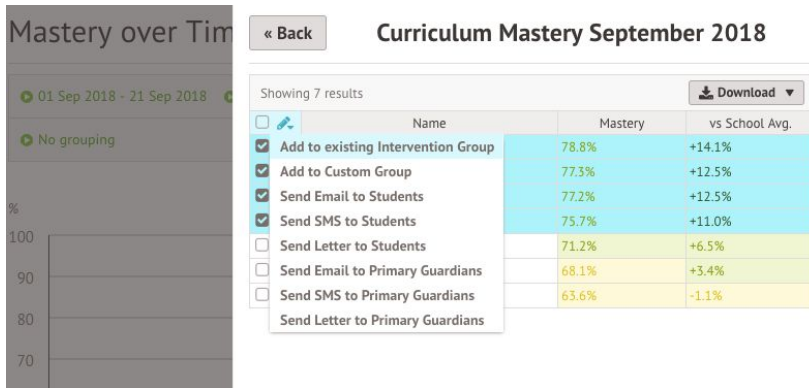 Mastery over Tim
« Back
Curriculum Mastery September 2018
01 Sep 2018 - 21 Sep 2018
No grouping
%
100
90
80
70
Showing 7 results
Download
Name Mastery vs School Avg.
Add to existing Intervention Group 78.8% +14.1%
Add to Custom Group 77.3% +12.5%
Send Email to Students 77.2% +12.5%
Send SMS to Students 75.7% +11.0%
Send Letter to Students 71.2% +6.5%
Send Email to Primary Guardians 68.1% +3.4%
Send SMS to Primary Guardians 63.6% -1.1%
Send Letter to Primary Guardians